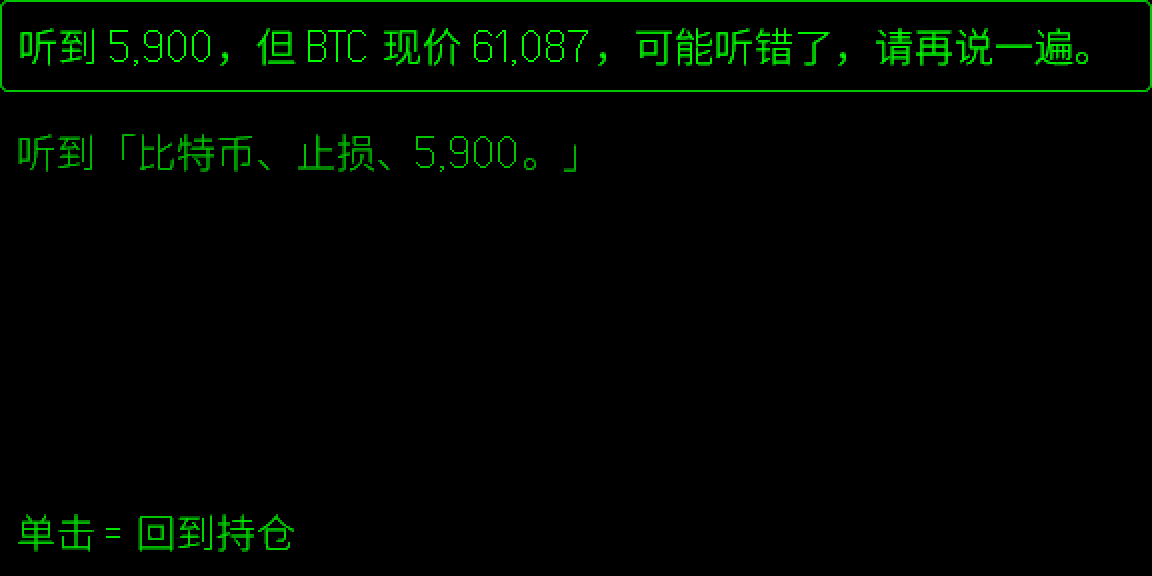 听到 5,900，但 BTC 现价 61,087，可能听错了，请再说一遍。
听到「比特币、止损、5,900。」
单击 = 回到持仓